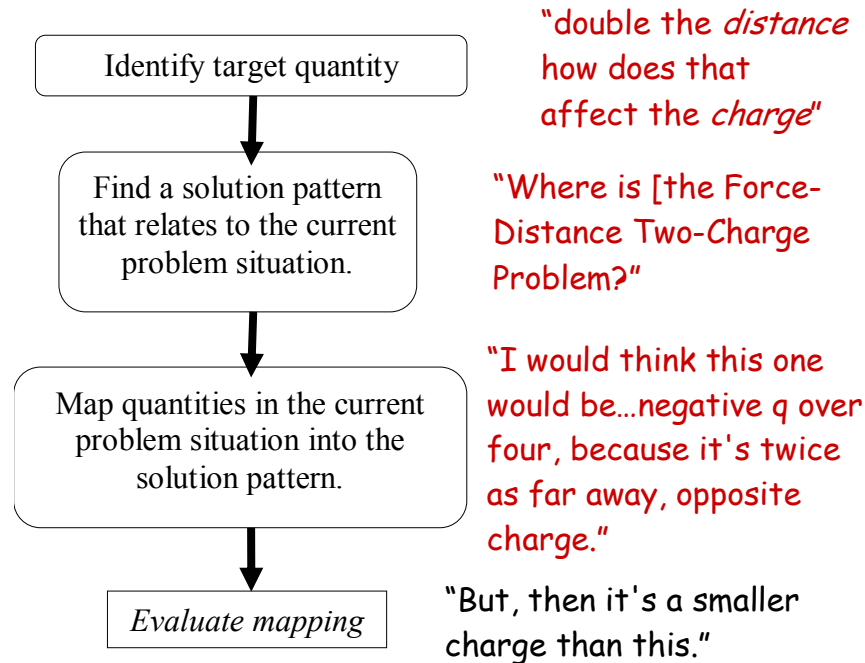 Identify target quantity
“double the distance
how does that
affect the charge”
Find a solution pattern
that relates to the current
problem situation.
“Where is [the Force-
Distance Two-Charge
Problem?”
Map quantities in the current
problem situation into the
solution pattern.
“I would think this one
would be…negative q over
four, because it's twice
as far away, opposite
charge.”
Evaluate mapping
“But, then it's a smaller
charge than this.”